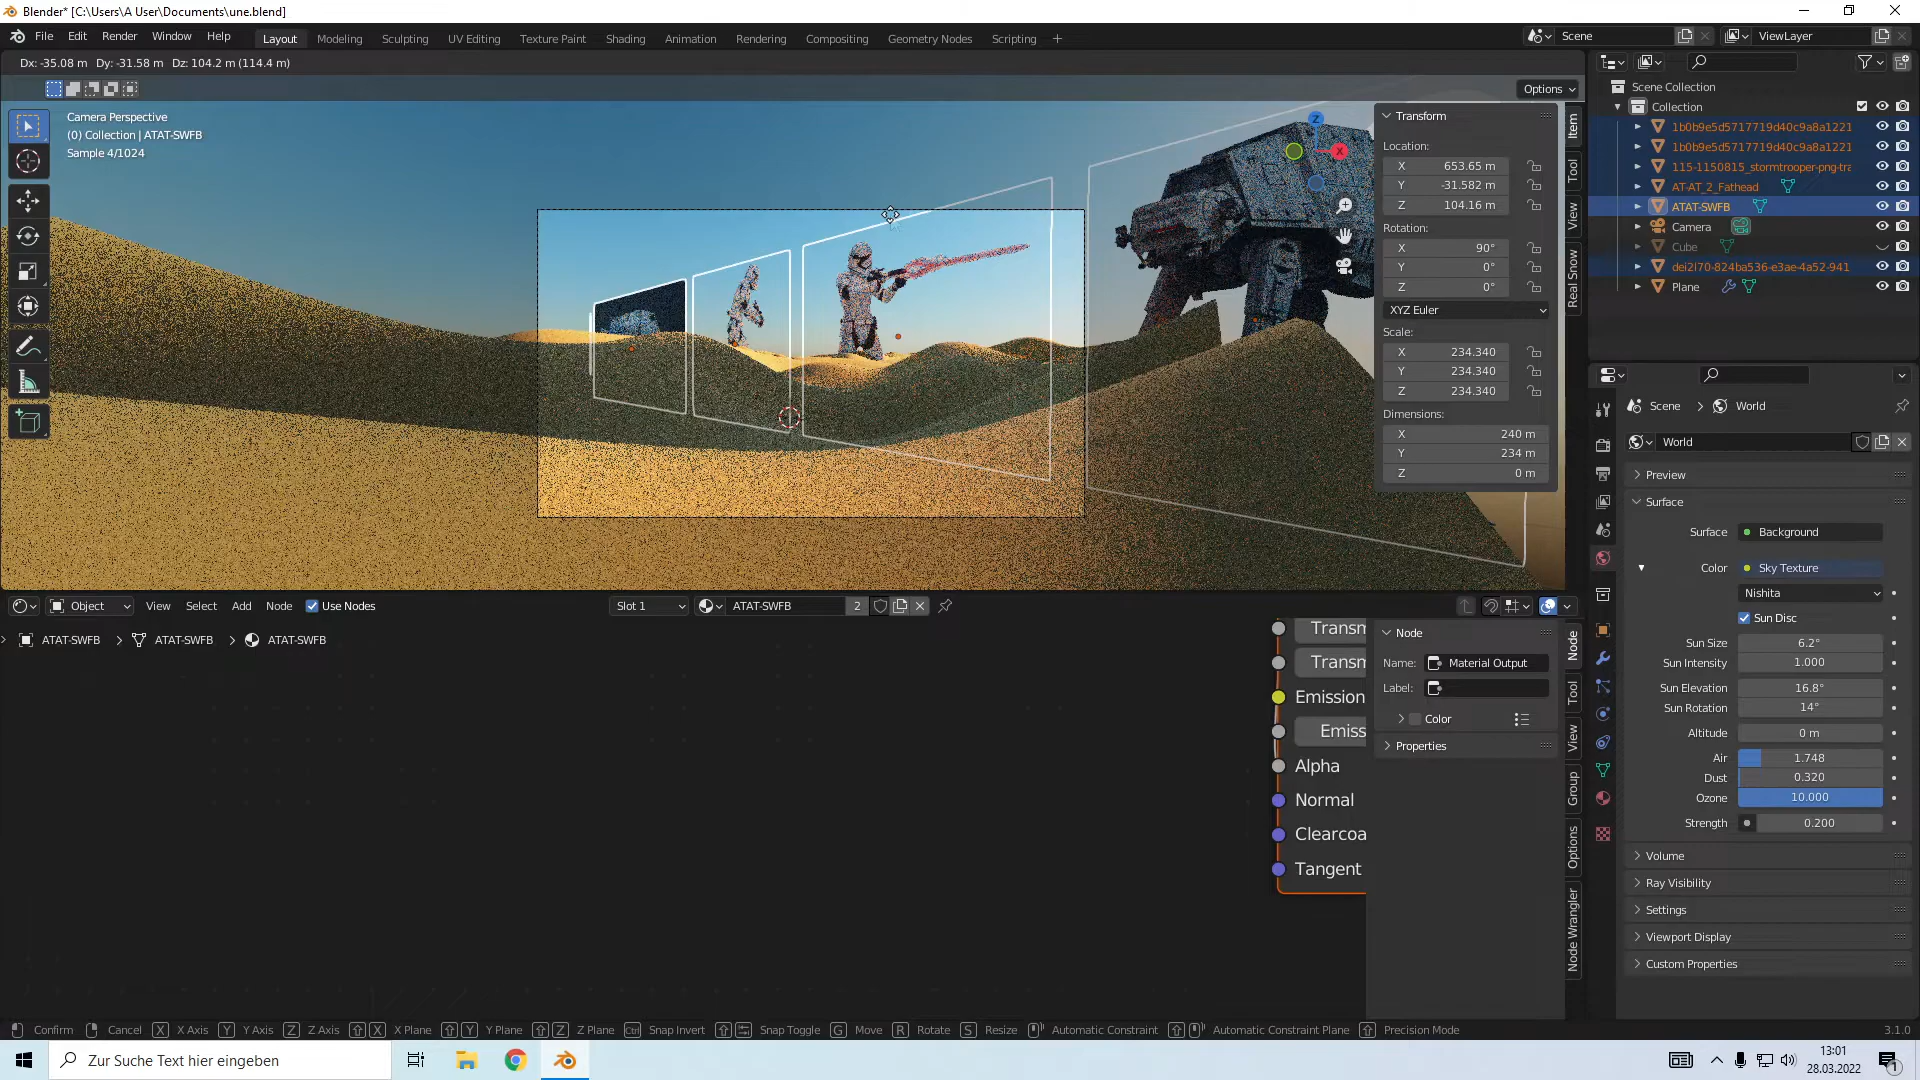 Blender* [C:\Users\A User\Documents\une.blend]
File Edit Render Window Help
Layout Modeling Sculpting UV Editing Texture Paint Shading Animation Rendering Compositing Geometry Nodes Scripting
Scene
ViewLayer
Dx: -35.08 m Dy: -31.58 m Dz: 104.2 m (114.4 m)
Options
Camera Perspective
(0) Collection | ATAT-SWFB
Sample 4/1024
Z
X
Transform
Location:
X 653.65 m
Y -31.582 m
Z 104.16 m
Rotation:
X 90°
Y 0°
Z 0°
XYZ Euler
Scale:
X 234.340
Y 234.340
Z 234.340
Dimensions:
X 240 m
Y 234 m
Z 0 m
Item
Tool
View
Real Snow
Scene Collection
Collection
1b0b9e5d5717719d40c9a8a1221
1b0b9e5d5717719d40c9a8a1221
115-1150815_stormtrooper-png-tra
AT-AT_2_Fathead
ATAT-SWFB
Camera
Cube
dei2l70-824ba536-e3ae-4a52-941
Plane
Scene > World
World
Preview
Surface
Surface Background
Color Sky Texture
Nishita
Sun Disc
Sun Size 6.2°
Sun Intensity 1.000
Sun Elevation 16.8°
Sun Rotation 14°
Altitude 0 m
Air 1.748
Dust 0.320
Ozone 10.000
Strength 0.200
Volume
Ray Visibility
Settings
Viewport Display
Custom Properties
Object View Select Add Node Use Nodes
Slot 1
ATAT-SWFB 2
ATAT-SWFB > ATAT-SWFB > ATAT-SWFB
Transm
Transm
Emission
Emiss
Alpha
Normal
Clearcoa
Tangent
Node
Name: Material Output
Label:
Color
Properties
Node
Tool
View
Group
Options
Node Wrangler
Confirm Cancel X X Axis Y Y Axis Z Z Axis X X Plane Y Y Plane Z Z Plane Ctrl Snap Invert Snap Toggle G Move R Rotate S Resize Automatic Constraint Automatic Constraint Plane Precision Mode
3.1.0
Zur Suche Text hier eingeben
13:01
28.03.2022
1